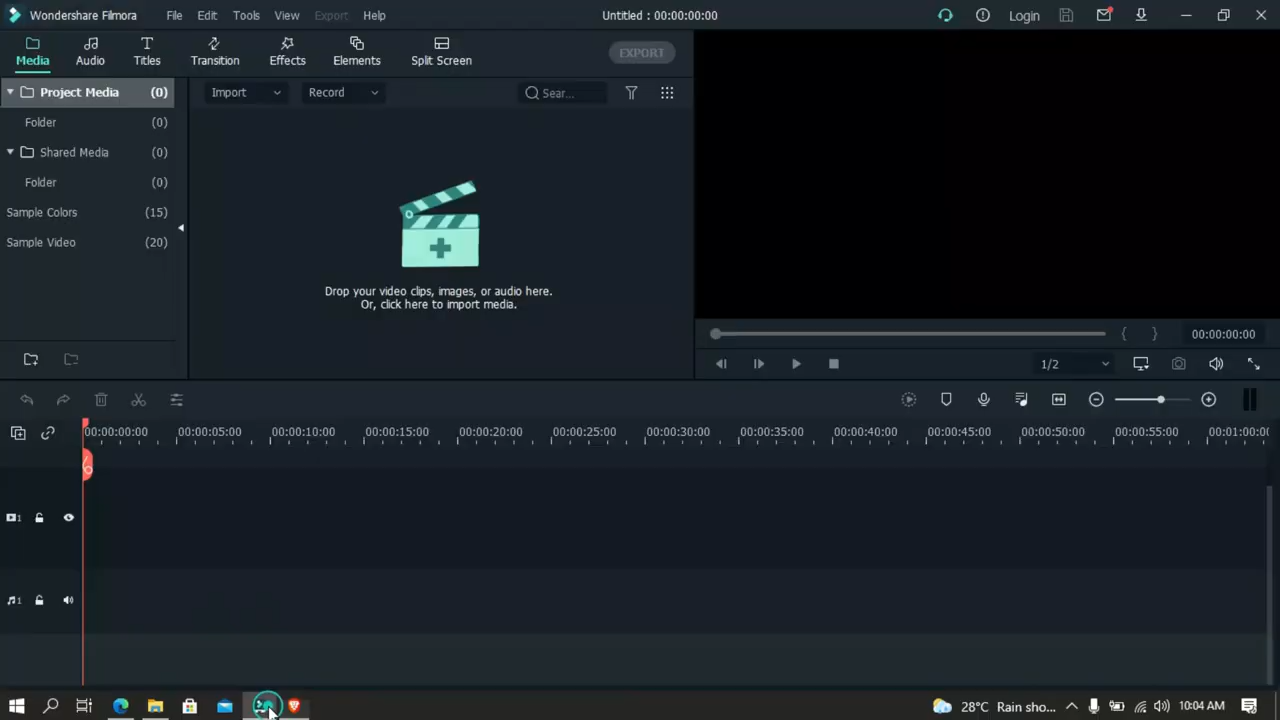 Wondershare Filmora File Edit Tools View Export Help Untitled : 00:00:00:00 Login
Media Audio Titles Transition Effects Elements Split Screen EXPORT
Project Media (0)
Folder (0)
Shared Media (0)
Folder (0)
Sample Colors (15)
Sample Video (20)
Import Record Sear...
Drop your video clips, images, or audio here.
Or, click here to import media.
{ } 00:00:00:00
1/2
00:00:00:00 00:00:05:00 00:00:10:00 00:00:15:00 00:00:20:00 00:00:25:00 00:00:30:00 00:00:35:00 00:00:40:00 00:00:45:00 00:00:50:00 00:00:55:00 00:01:00:00
1
1
28°C Rain sho... 10:04 AM